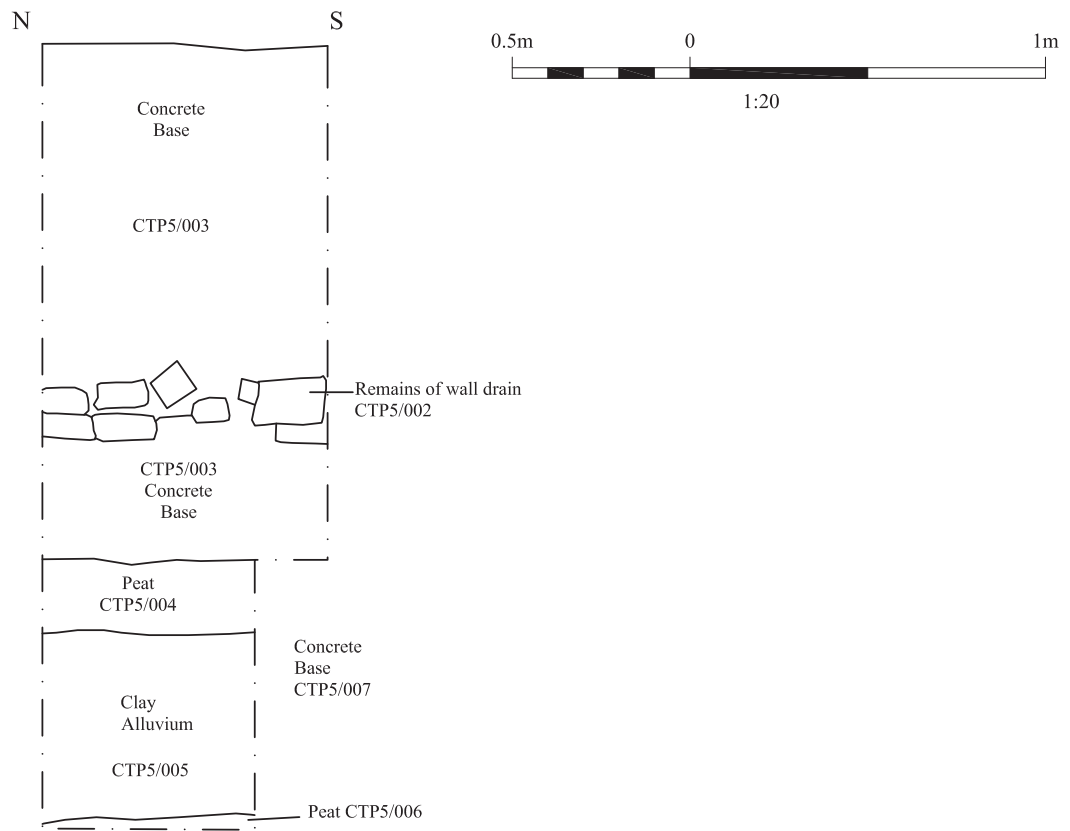 N
S
0.5m 0 1m
1:20
Concrete
Base
CTP5/003
Remains of wall drain
CTP5/002
CTP5/003
Concrete
Base
Peat
CTP5/004
Concrete
Base
CTP5/007
Clay
Alluvium
CTP5/005
Peat CTP5/006